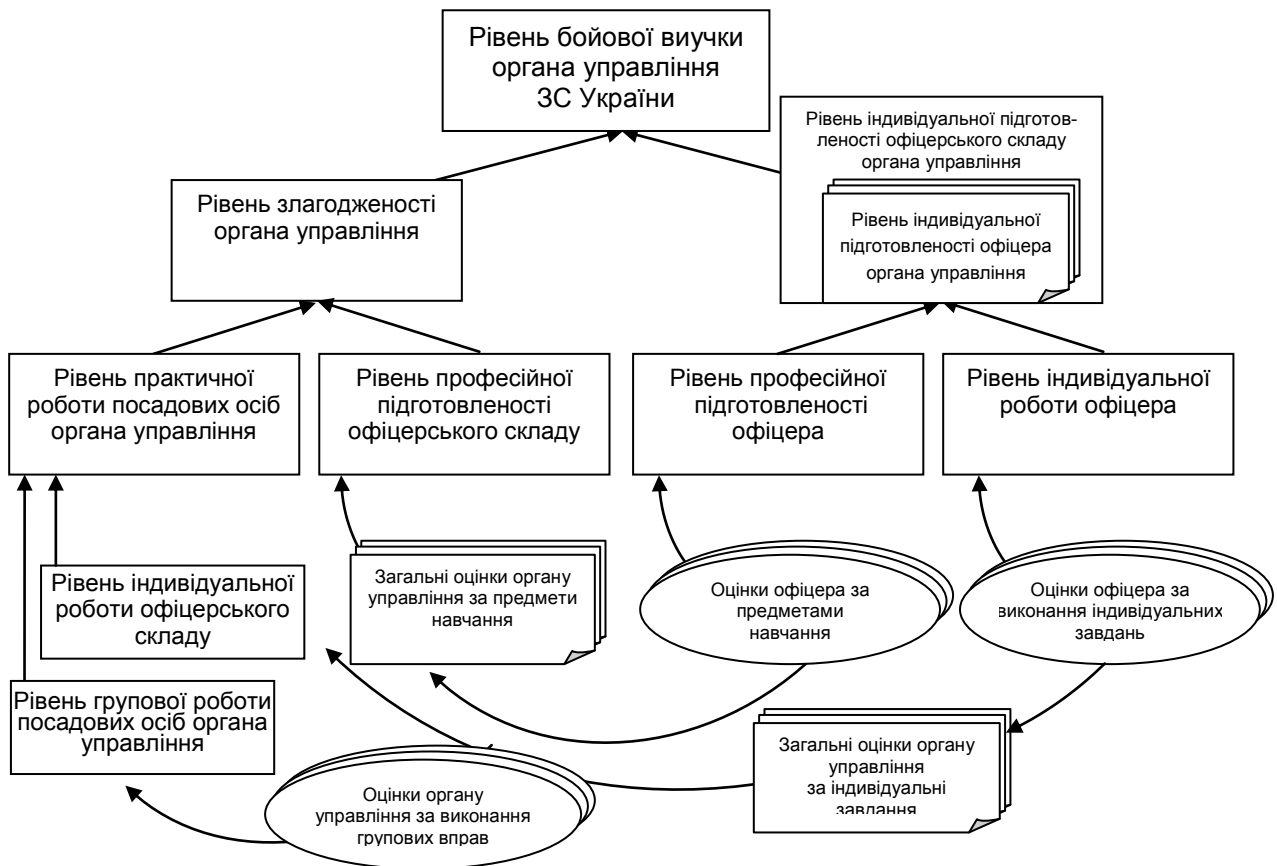 Рівень бойової виучки
органа управління
ЗС України
Рівень індивідуальної підготов-
леності офіцерського складу
органа управління
Рівень індивідуальної
підготовленості офіцера
органа управління
Рівень злагодженості
органа управління
Рівень практичної
роботи посадових осіб
органа управління
Рівень професійної
підготовленості
офіцерського складу
Рівень професійної
підготовленості
офіцера
Рівень індивідуальної
роботи офіцера
Рівень індивідуальної
роботи офіцерського
складу
Загальні оцінки органу
управління за предмети
навчання
Оцінки офіцера за
предметами
навчання
Оцінки офіцера за
виконання індивідуальних
завдань
Рівень групової роботи
посадових осіб органа
управління
Оцінки органу
управління за виконання
групових вправ
Загальні оцінки органу
управління
за індивідуальні
завдання